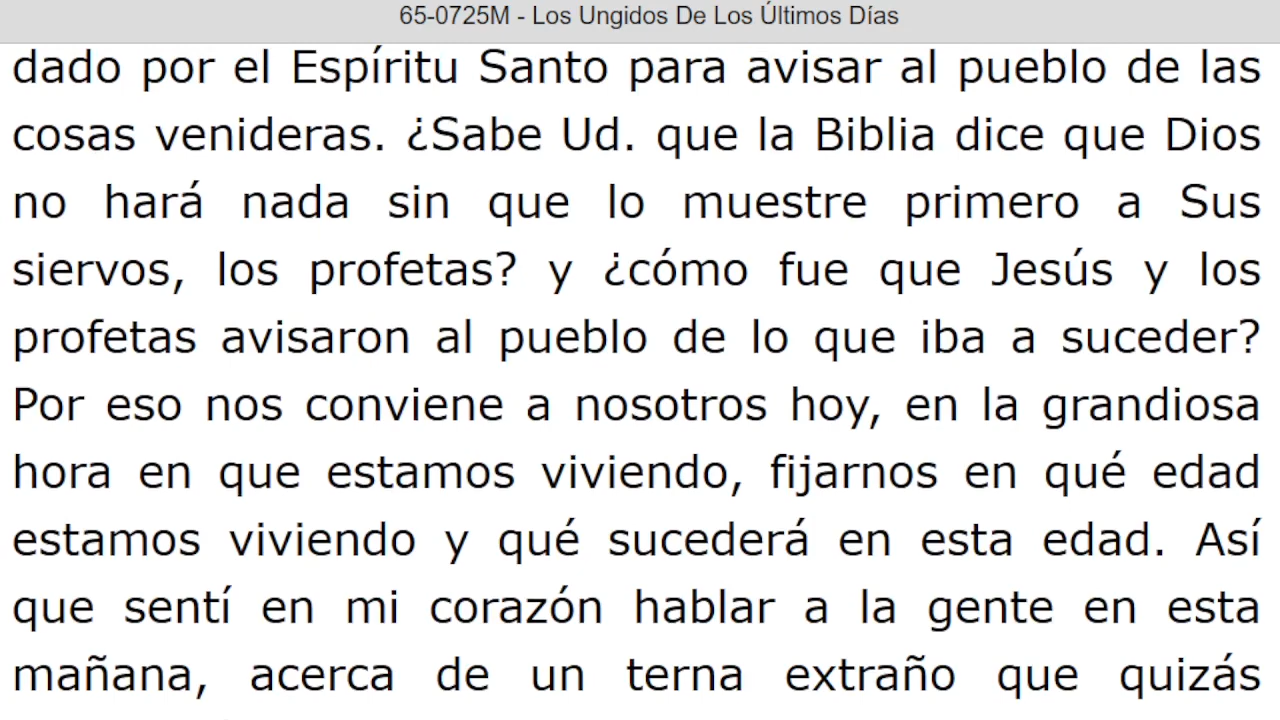 65-0725M - Los Ungidos De Los Últimos Días
dado por el Espíritu Santo para avisar al pueblo de las
cosas venideras. ¿Sabe Ud. que la Biblia dice que Dios
no hará nada sin que lo muestre primero a Sus
siervos, los profetas? y ¿cómo fue que Jesús y los
profetas avisaron al pueblo de lo que iba a suceder?
Por eso nos conviene a nosotros hoy, en la grandiosa
hora en que estamos viviendo, fijarnos en qué edad
estamos viviendo y qué sucederá en esta edad. Así
que sentí en mi corazón hablar a la gente en esta
mañana, acerca de un terna extraño que quizás